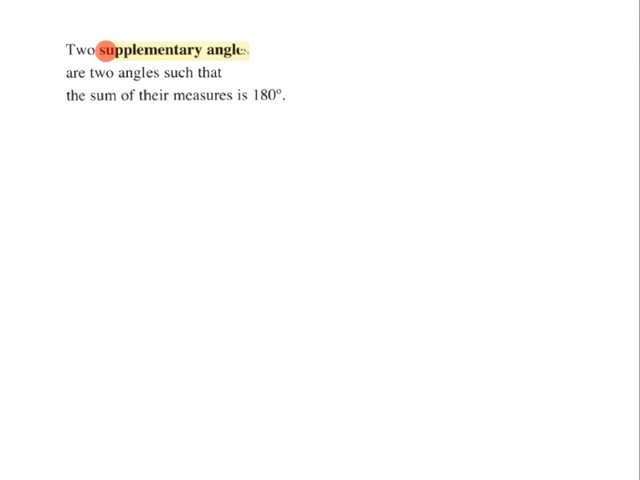 Two supplementary angles
are two angles such that
the sum of their measures is 180°.